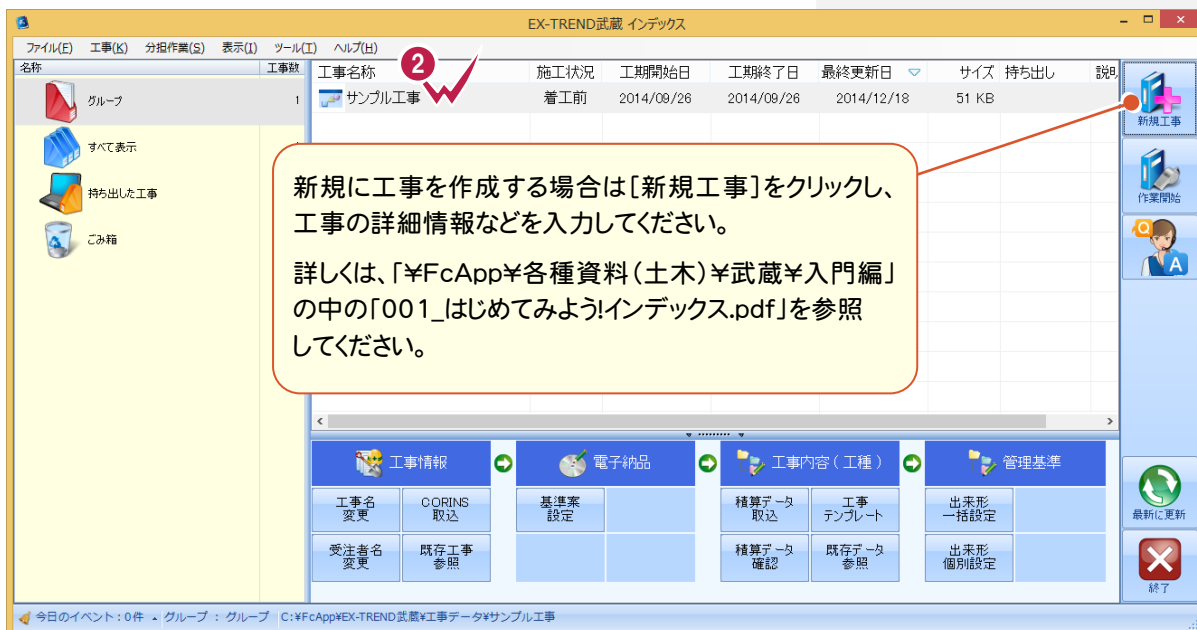 EX-TREND武蔵 インデックス
ファイル(F) 工事(K) 分担作業(S) 表示(I) ツール(T) ヘルプ(H)
名称 工事数
グループ 1
すべて表示
持ち出した工事
ごみ箱
工事名称 施工状況 工期開始日 工期終了日 最終更新日 サイズ 持ち出し 説明
2
サンプル工事 着工前 2014/09/26 2014/09/26 2014/12/18 51 KB
新規に工事を作成する場合は[新規工事]をクリックし、
工事の詳細情報などを入力してください。
詳しくは、「¥FcApp¥各種資料(土木)¥武蔵¥入門編」
の中の「001_はじめてみよう!インデックス.pdf」を参照
してください。
新規工事
作業開始
Q
A
最新に更新
終了
工事情報 電子納品 工事内容(工種) 管理基準
工事名
変更
CORINS
取込
基準案
設定
積算データ
取込
工事
テンプレート
出来形
一括設定
受注者名
変更
既存工事
参照
積算データ
確認
既存データ
参照
出来形
個別設定
今日のイベント:0件 グループ : グループ C:¥FcApp¥EX-TREND武蔵¥工事データ¥サンプル工事